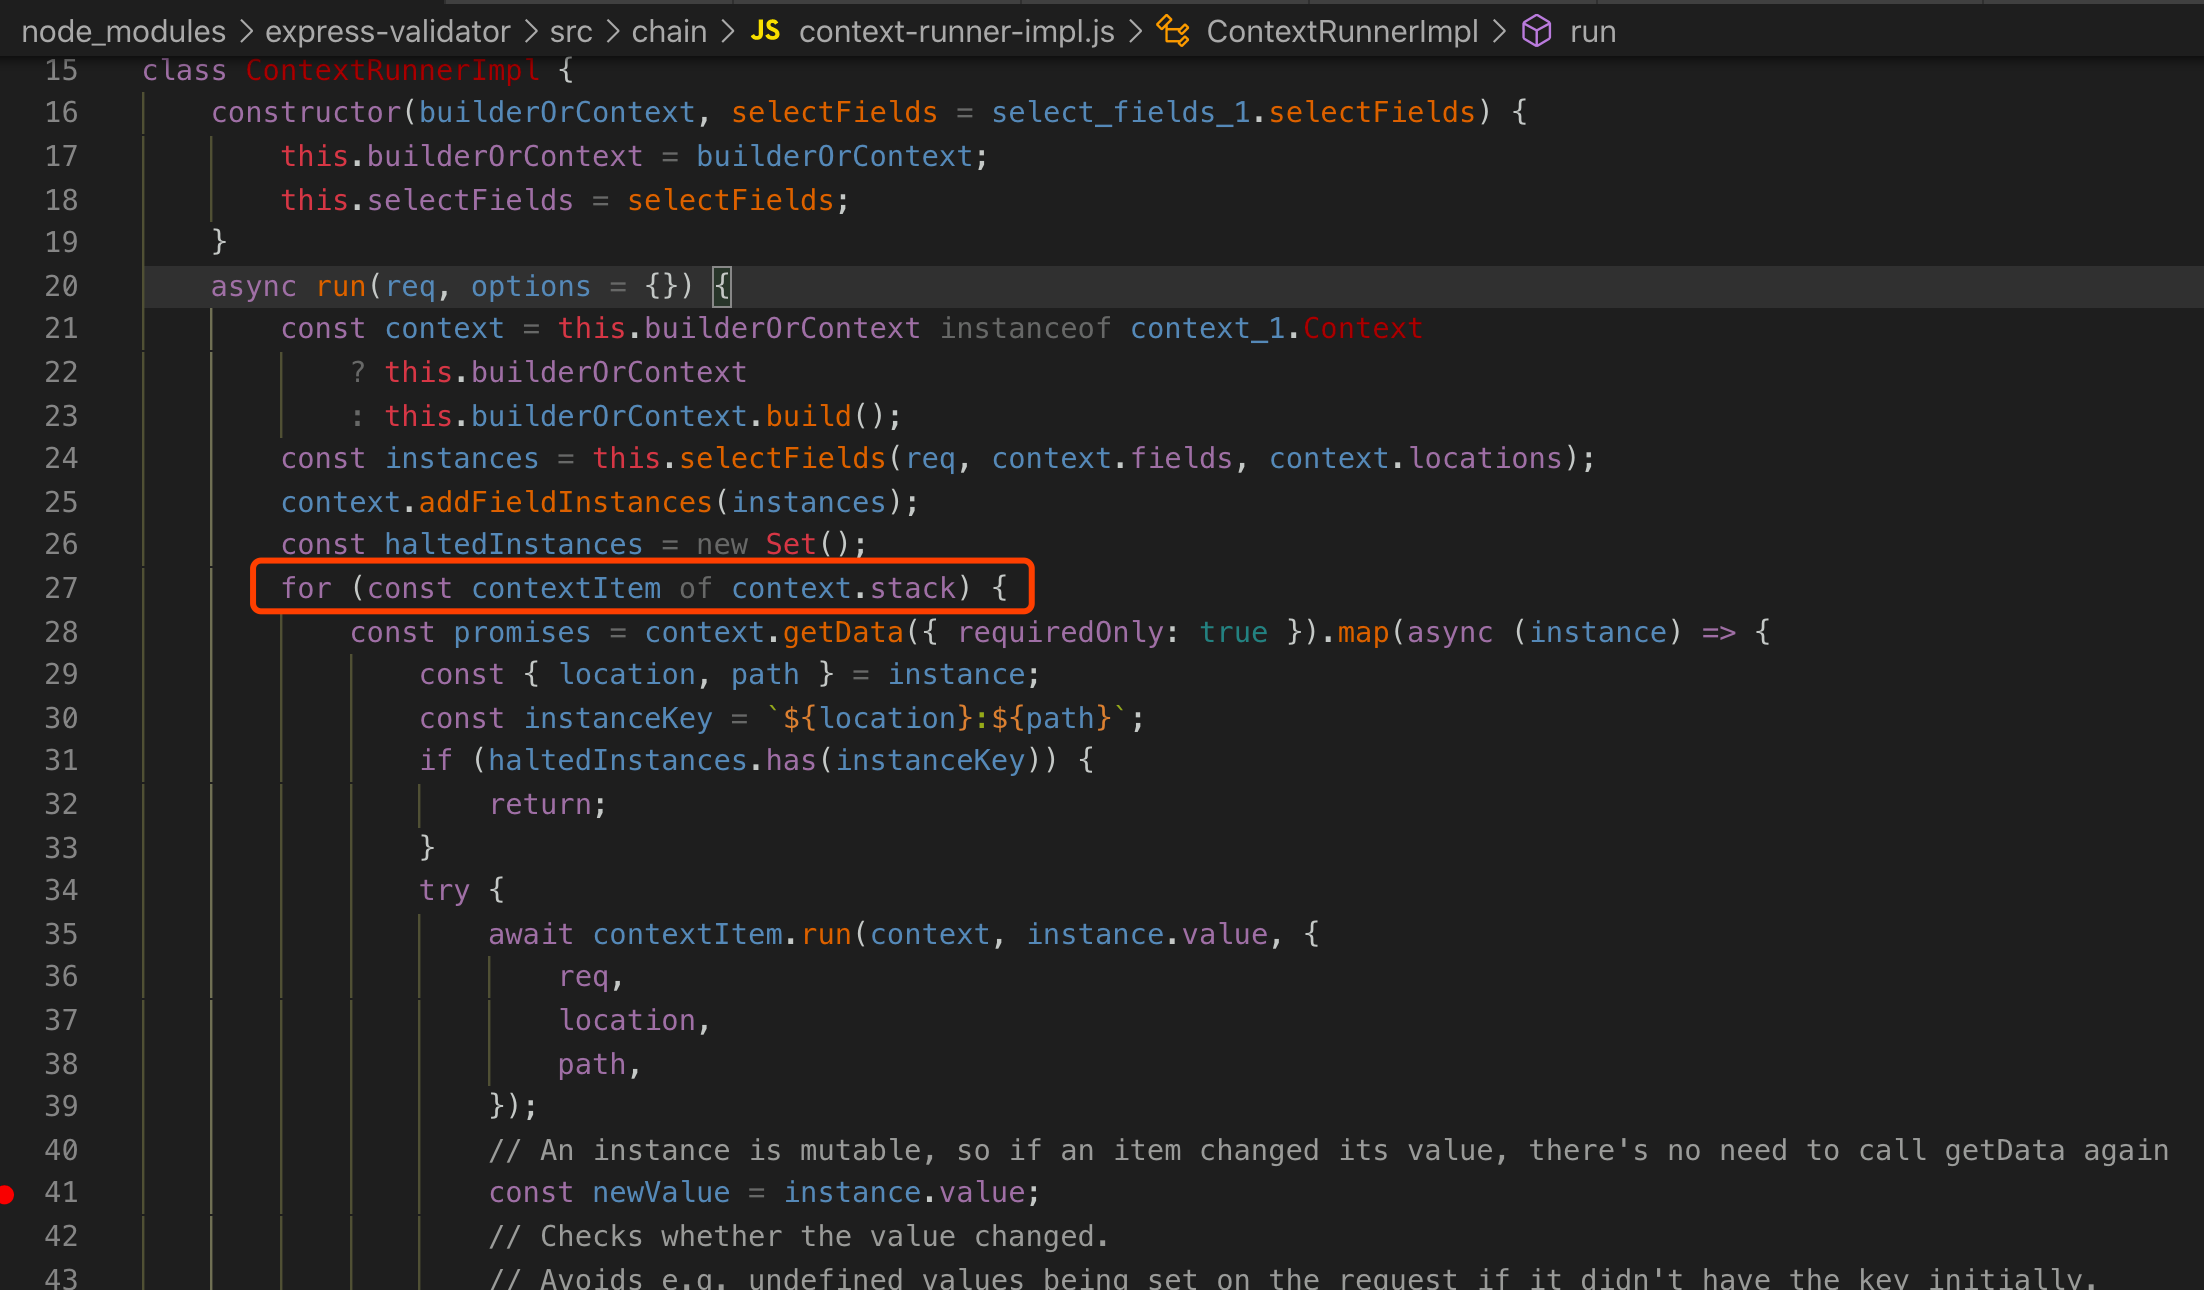 node_modules > express-validator > src > chain > JS context-runner-impl.js > ContextRunnerImpl > run
15 class ContextRunnerImpl {
16 constructor(builderOrContext, selectFields = select_fields_1.selectFields) {
17 this.builderOrContext = builderOrContext;
18 this.selectFields = selectFields;
19 }
20 async run(req, options = {}) {
21 const context = this.builderOrContext instanceof context_1.Context
22 ? this.builderOrContext
23 : this.builderOrContext.build();
24 const instances = this.selectFields(req, context.fields, context.locations);
25 context.addFieldInstances(instances);
26 const haltedInstances = new Set();
27 for (const contextItem of context.stack) {
28 const promises = context.getData({ requiredOnly: true }).map(async (instance) => {
29 const { location, path } = instance;
30 const instanceKey = `${location}:${path}`;
31 if (haltedInstances.has(instanceKey)) {
32 return;
33 }
34 try {
35 await contextItem.run(context, instance.value, {
36 req,
37 location,
38 path,
39 });
40 // An instance is mutable, so if an item changed its value, there's no need to call getData again
41 const newValue = instance.value;
42 // Checks whether the value changed.
43 // Avoids e.g. undefined values being set on the request if it didn't have the key initially.